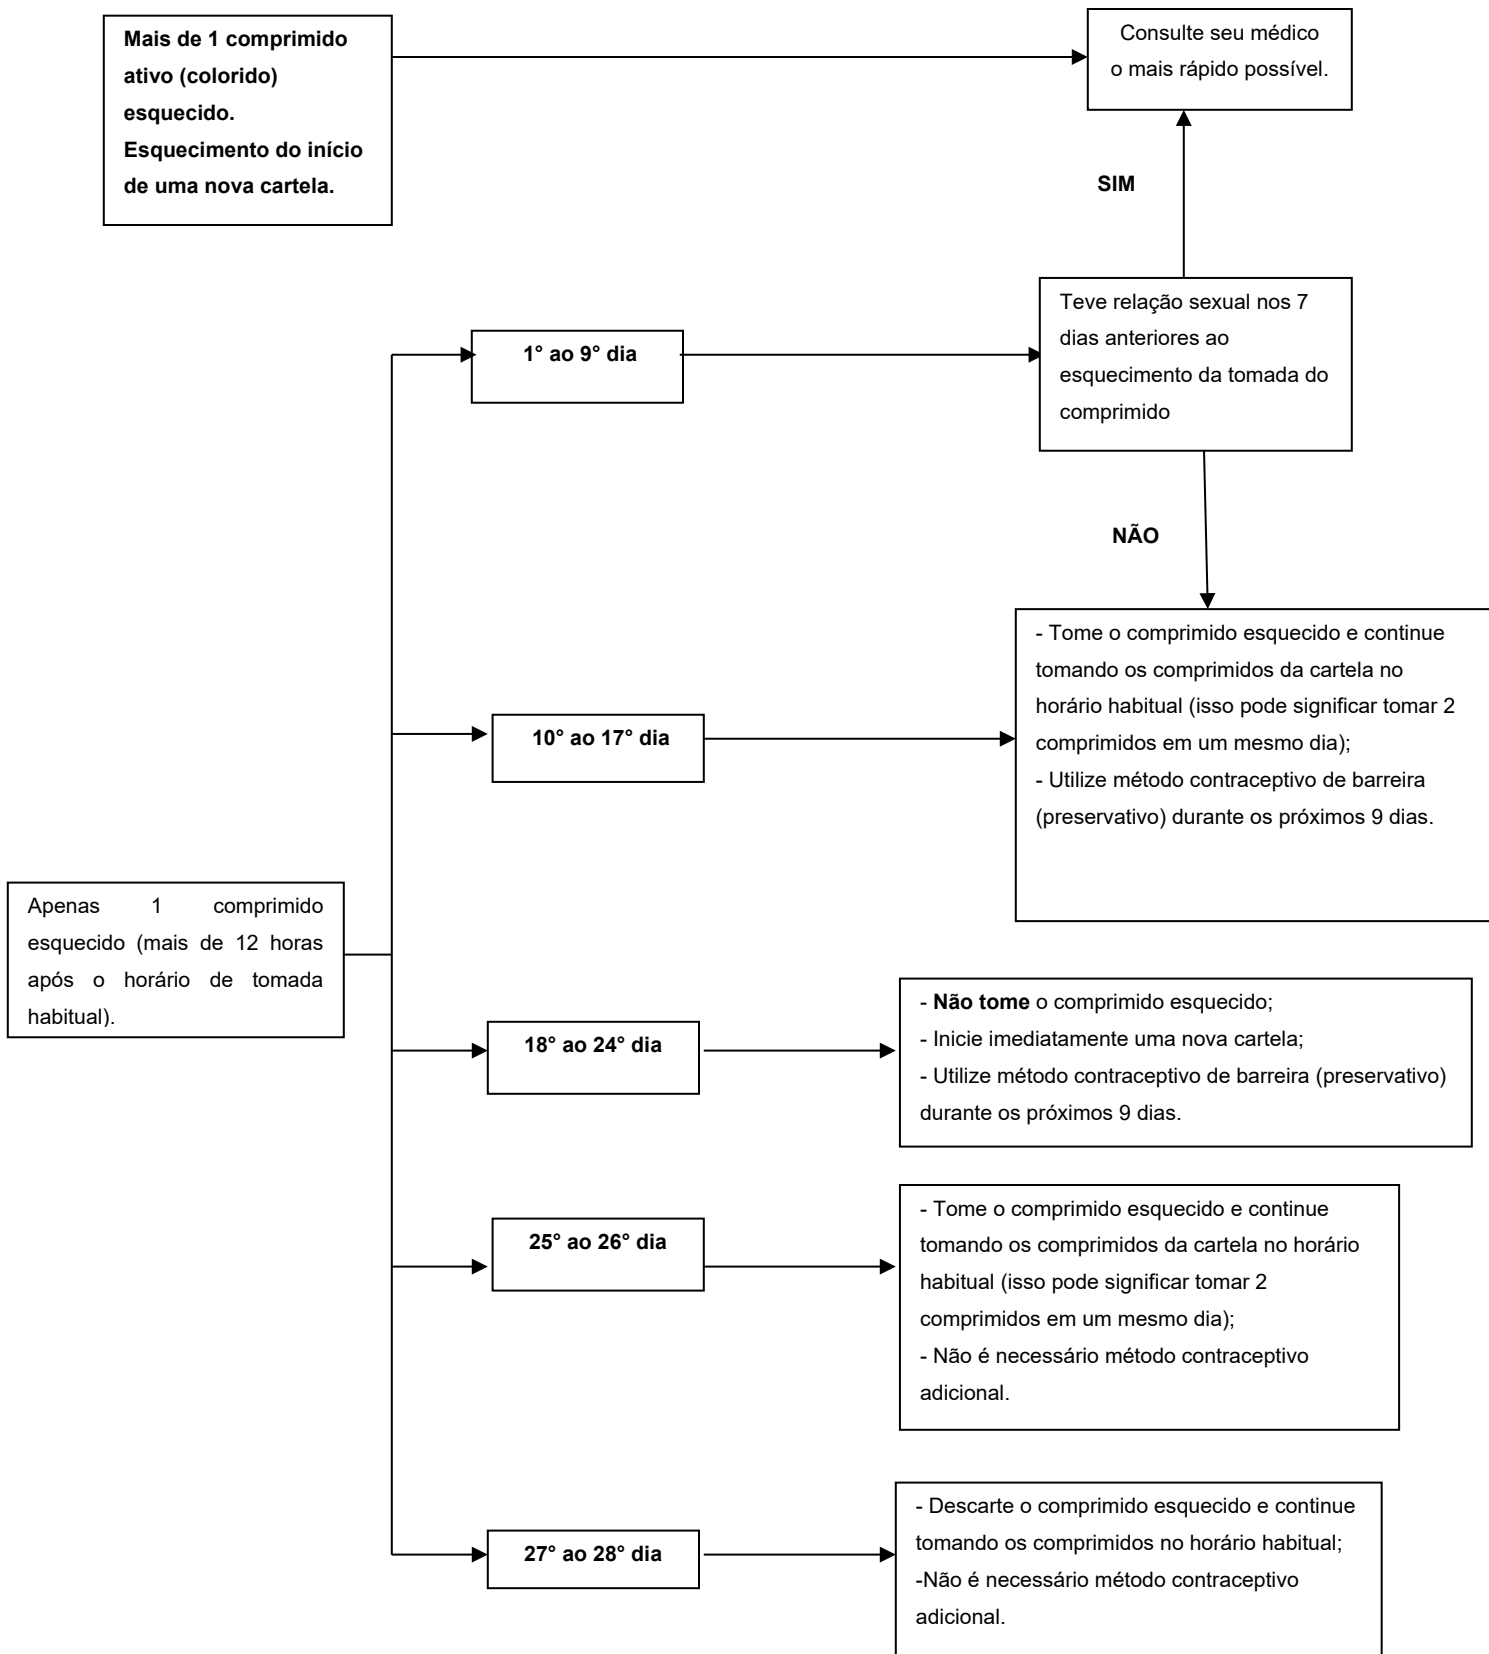 Mais de 1 comprimido
ativo (colorido)
esquecido.
Esquecimento do início
de uma nova cartela.
Consulte seu médico
o mais rápido possível.
SIM
Teve relação sexual nos 7
dias anteriores ao
esquecimento da tomada do
comprimido
1° ao 9° dia
NÃO
- Tome o comprimido esquecido e continue
tomando os comprimidos da cartela no
horário habitual (isso pode significar tomar 2
comprimidos em um mesmo dia);
- Utilize método contraceptivo de barreira
(preservativo) durante os próximos 9 dias.
10° ao 17° dia
Apenas 1 comprimido
esquecido (mais de 12 horas
após o horário de tomada
habitual).
18° ao 24° dia
- Não tome o comprimido esquecido;
- Inicie imediatamente uma nova cartela;
- Utilize método contraceptivo de barreira (preservativo)
durante os próximos 9 dias.
25° ao 26° dia
- Tome o comprimido esquecido e continue
tomando os comprimidos da cartela no horário
habitual (isso pode significar tomar 2
comprimidos em um mesmo dia);
- Não é necessário método contraceptivo
adicional.
27° ao 28° dia
- Descarte o comprimido esquecido e continue
tomando os comprimidos no horário habitual;
-Não é necessário método contraceptivo
adicional.